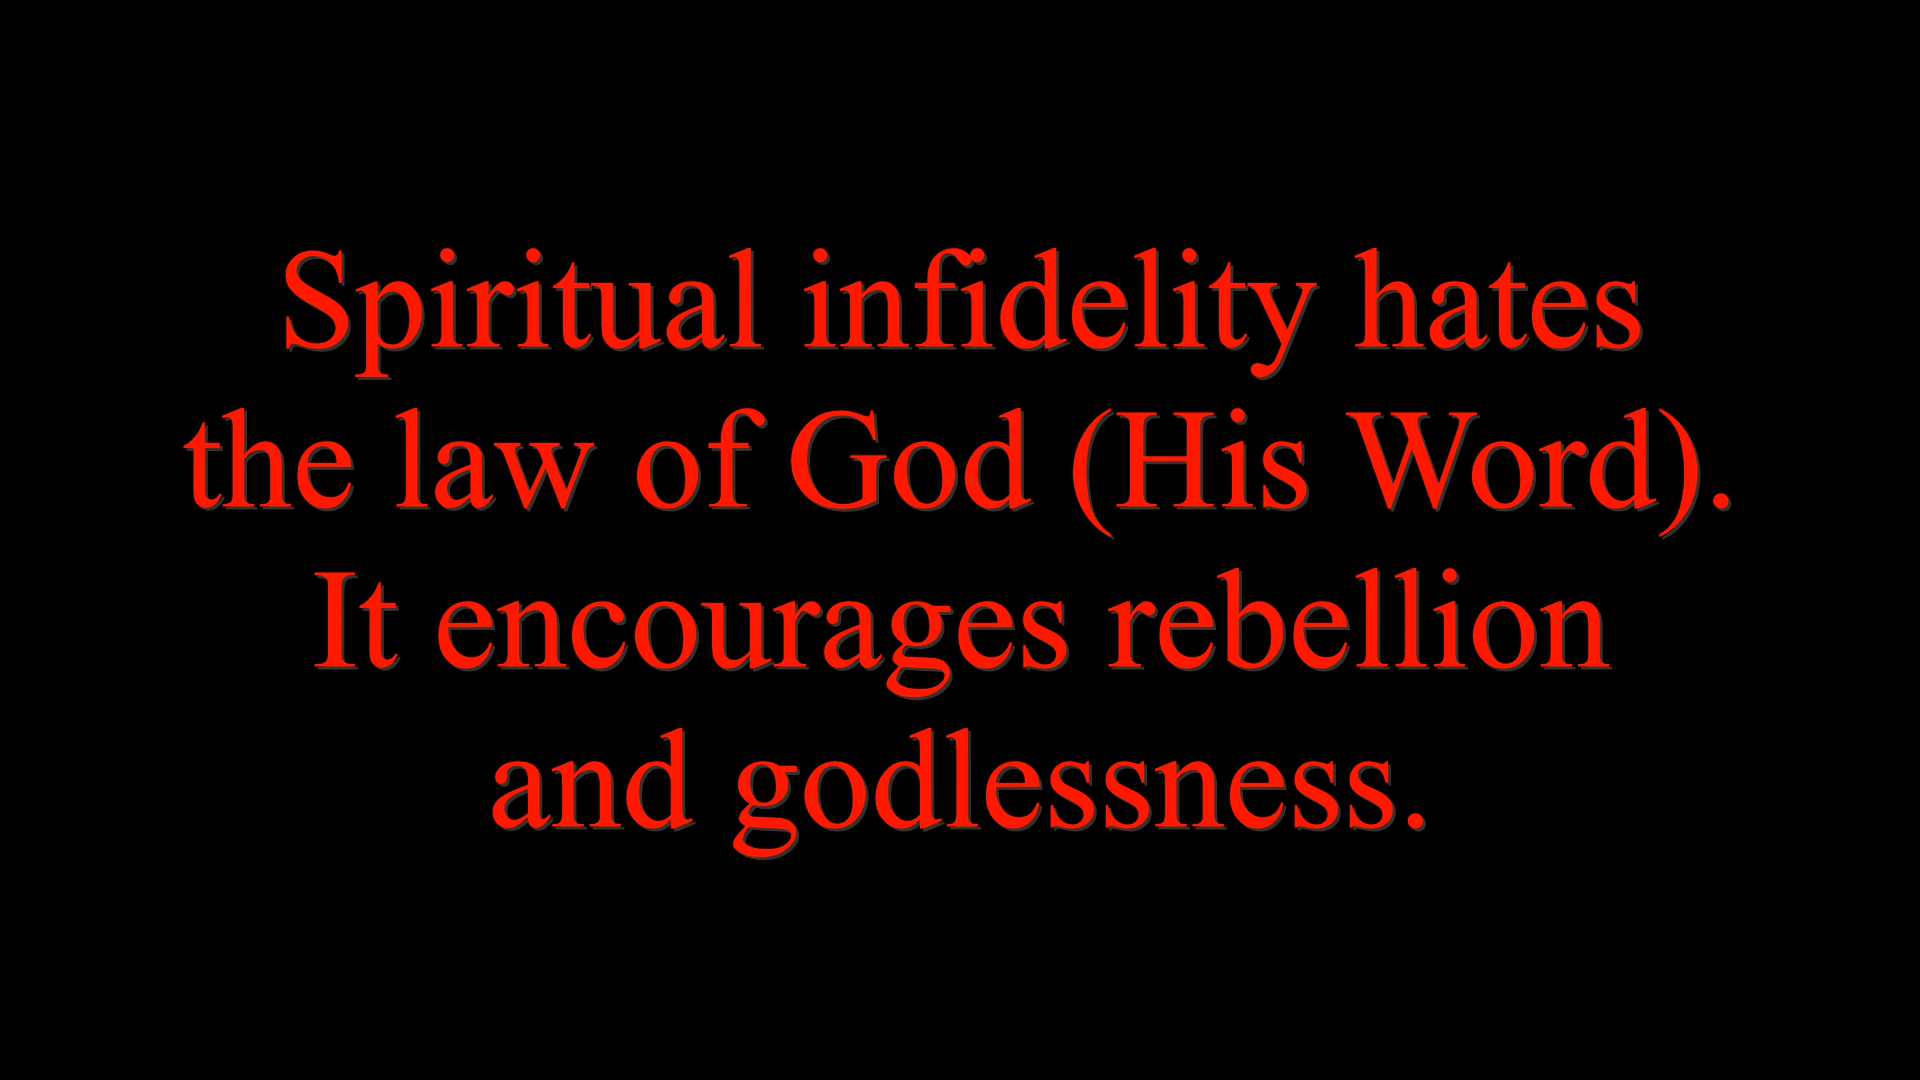 Spiritual infidelity hates
the law of God (His Word).
It encourages rebellion
and godlessness.